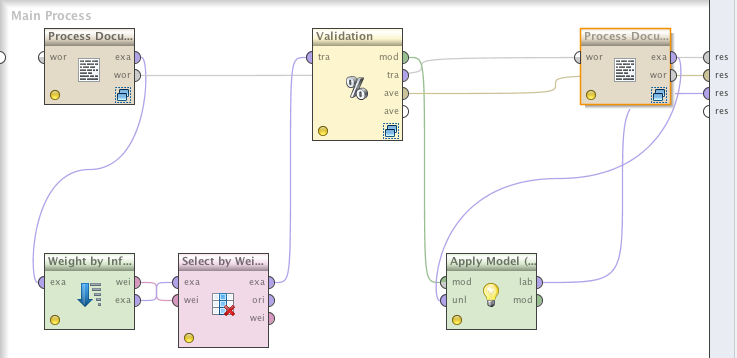 Main Process
Process Docu...
wor exa
wor
Validation
tra mod
tra
ave
ave
Process Docu...
wor exa
wor
res
res
res
res
Weight by Inf...
exa wei
exa
Select by Wei...
exa exa
wei ori
wei
Apply Model (...
mod lab
unl mod